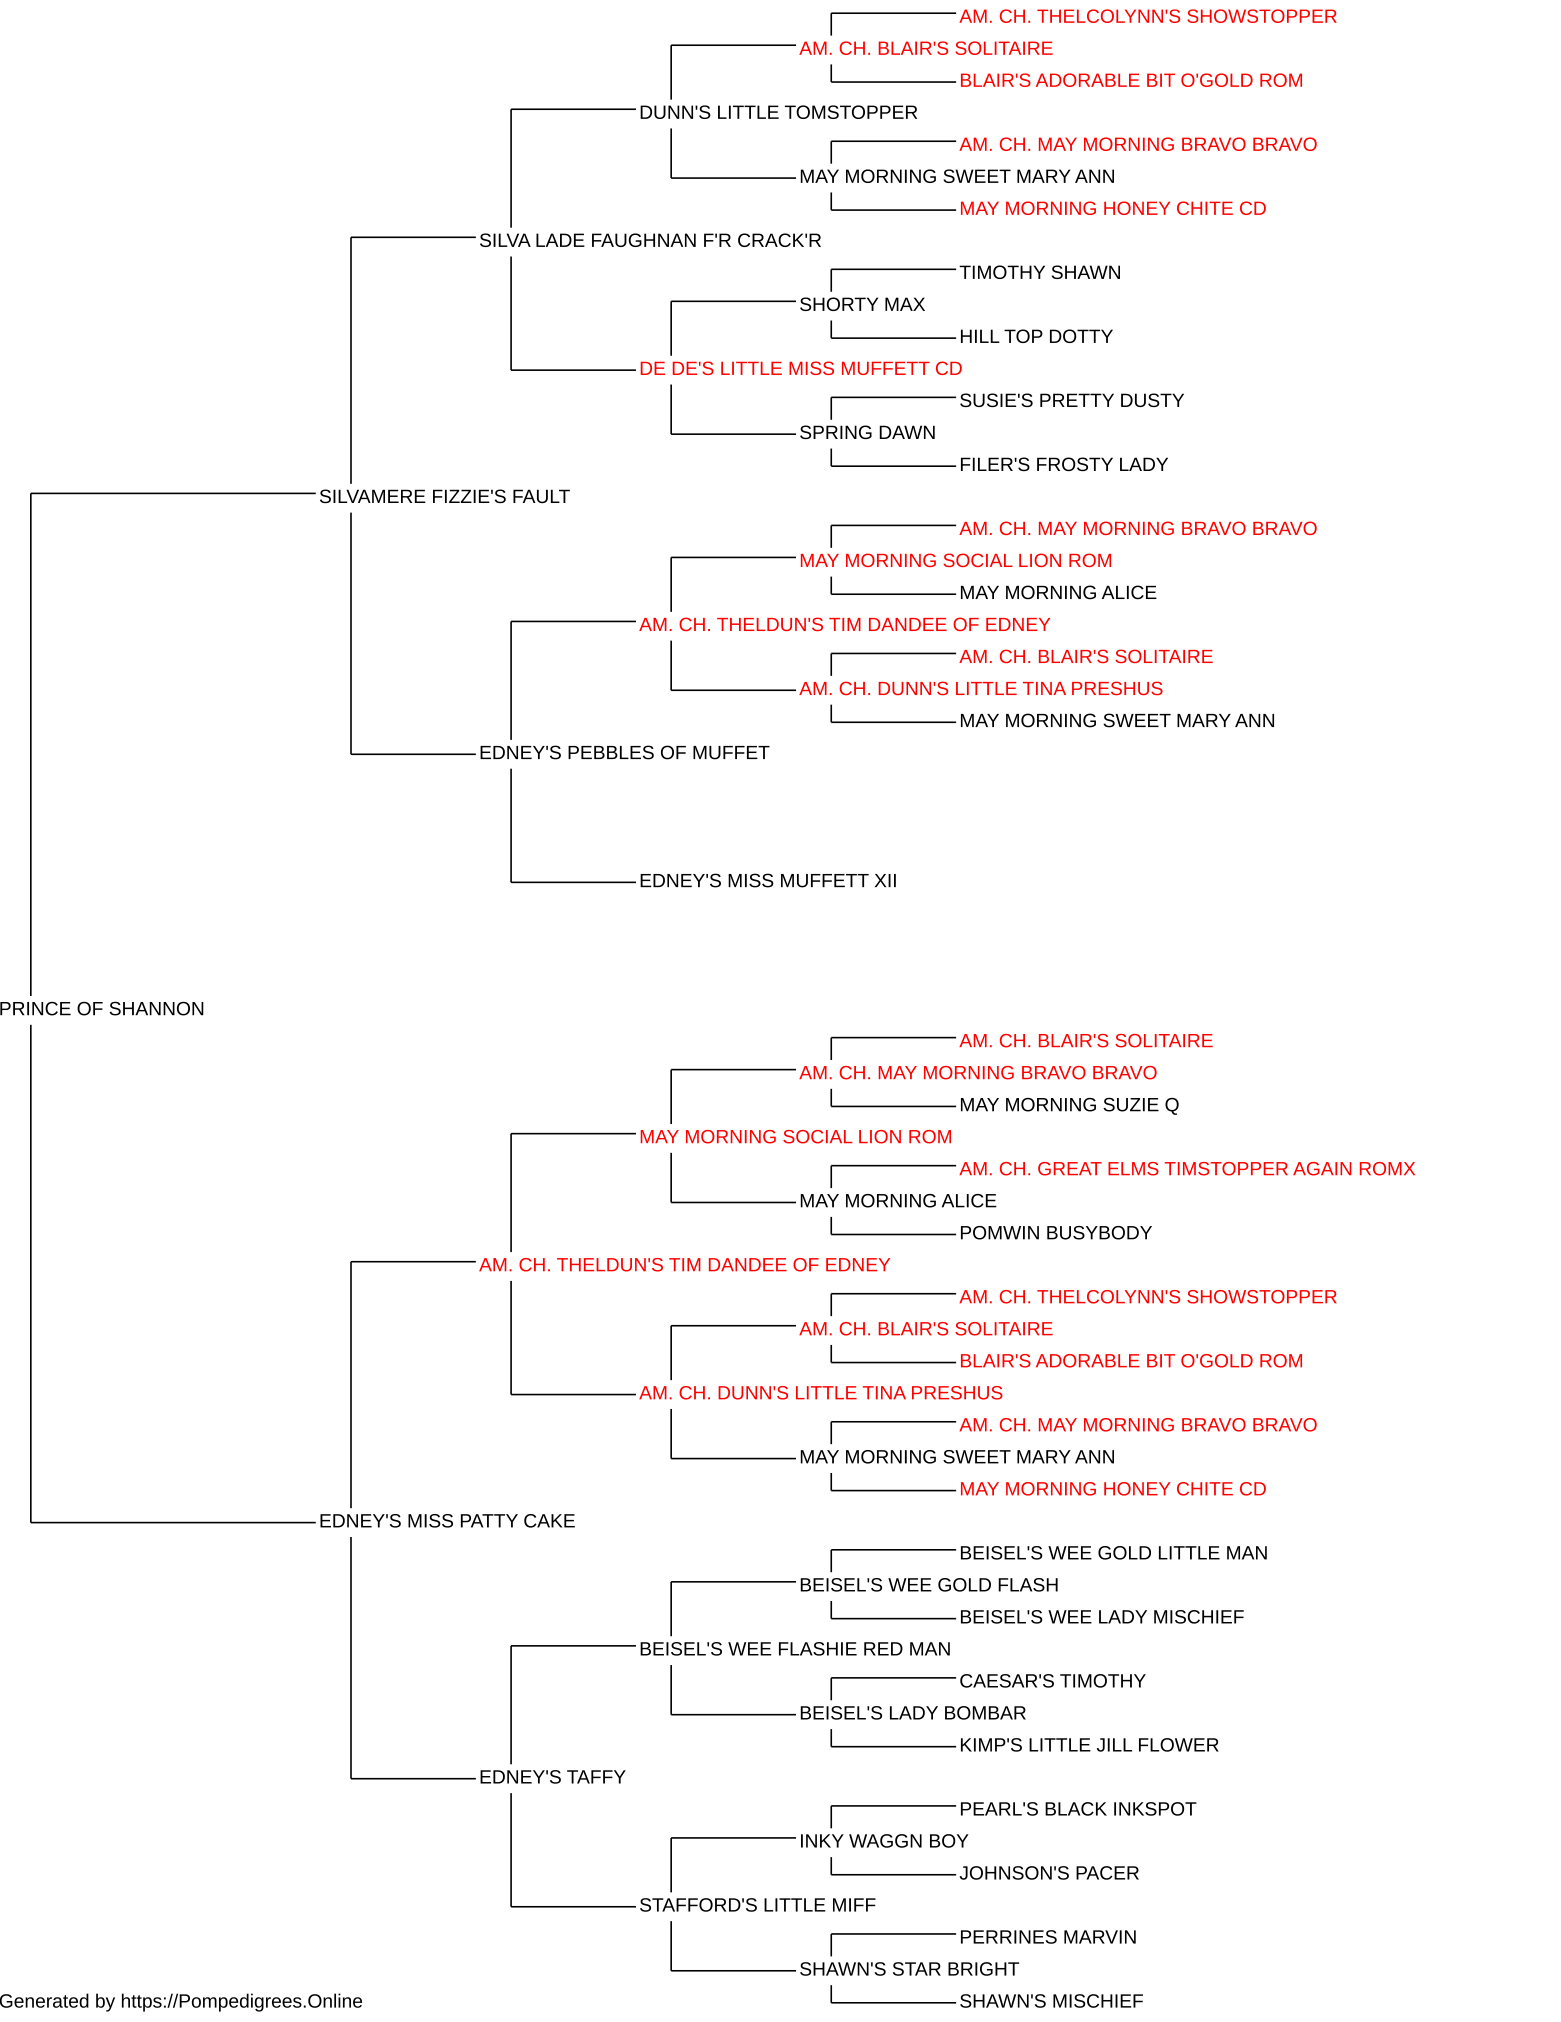 AM. CH. THELCOLYNN'S SHOWSTOPPER
AM. CH. BLAIR'S SOLITAIRE
BLAIR'S ADORABLE BIT O'GOLD ROM
DUNN'S LITTLE TOMSTOPPER
AM. CH. MAY MORNING BRAVO BRAVO
MAY MORNING SWEET MARY ANN
MAY MORNING HONEY CHITE CD
SILVA LADE FAUGHNAN F'R CRACK'R
TIMOTHY SHAWN
SHORTY MAX
HILL TOP DOTTY
DE DE'S LITTLE MISS MUFFETT CD
SUSIE'S PRETTY DUSTY
SPRING DAWN
FILER'S FROSTY LADY
SILVAMERE FIZZIE'S FAULT
AM. CH. MAY MORNING BRAVO BRAVO
MAY MORNING SOCIAL LION ROM
MAY MORNING ALICE
AM. CH. THELDUN'S TIM DANDEE OF EDNEY
AM. CH. BLAIR'S SOLITAIRE
AM. CH. DUNN'S LITTLE TINA PRESHUS
MAY MORNING SWEET MARY ANN
EDNEY'S PEBBLES OF MUFFET
EDNEY'S MISS MUFFETT XII
PRINCE OF SHANNON
AM. CH. BLAIR'S SOLITAIRE
AM. CH. MAY MORNING BRAVO BRAVO
MAY MORNING SUZIE Q
MAY MORNING SOCIAL LION ROM
AM. CH. GREAT ELMS TIMSTOPPER AGAIN ROMX
MAY MORNING ALICE
POMWIN BUSYBODY
AM. CH. THELDUN'S TIM DANDEE OF EDNEY
AM. CH. THELCOLYNN'S SHOWSTOPPER
AM. CH. BLAIR'S SOLITAIRE
BLAIR'S ADORABLE BIT O'GOLD ROM
AM. CH. DUNN'S LITTLE TINA PRESHUS
AM. CH. MAY MORNING BRAVO BRAVO
MAY MORNING SWEET MARY ANN
MAY MORNING HONEY CHITE CD
EDNEY'S MISS PATTY CAKE
BEISEL'S WEE GOLD LITTLE MAN
BEISEL'S WEE GOLD FLASH
BEISEL'S WEE LADY MISCHIEF
BEISEL'S WEE FLASHIE RED MAN
CAESAR'S TIMOTHY
BEISEL'S LADY BOMBAR
KIMP'S LITTLE JILL FLOWER
EDNEY'S TAFFY
PEARL'S BLACK INKSPOT
INKY WAGGN BOY
JOHNSON'S PACER
STAFFORD'S LITTLE MIFF
PERRINES MARVIN
SHAWN'S STAR BRIGHT
SHAWN'S MISCHIEF
Generated by https://Pompedigrees.Online